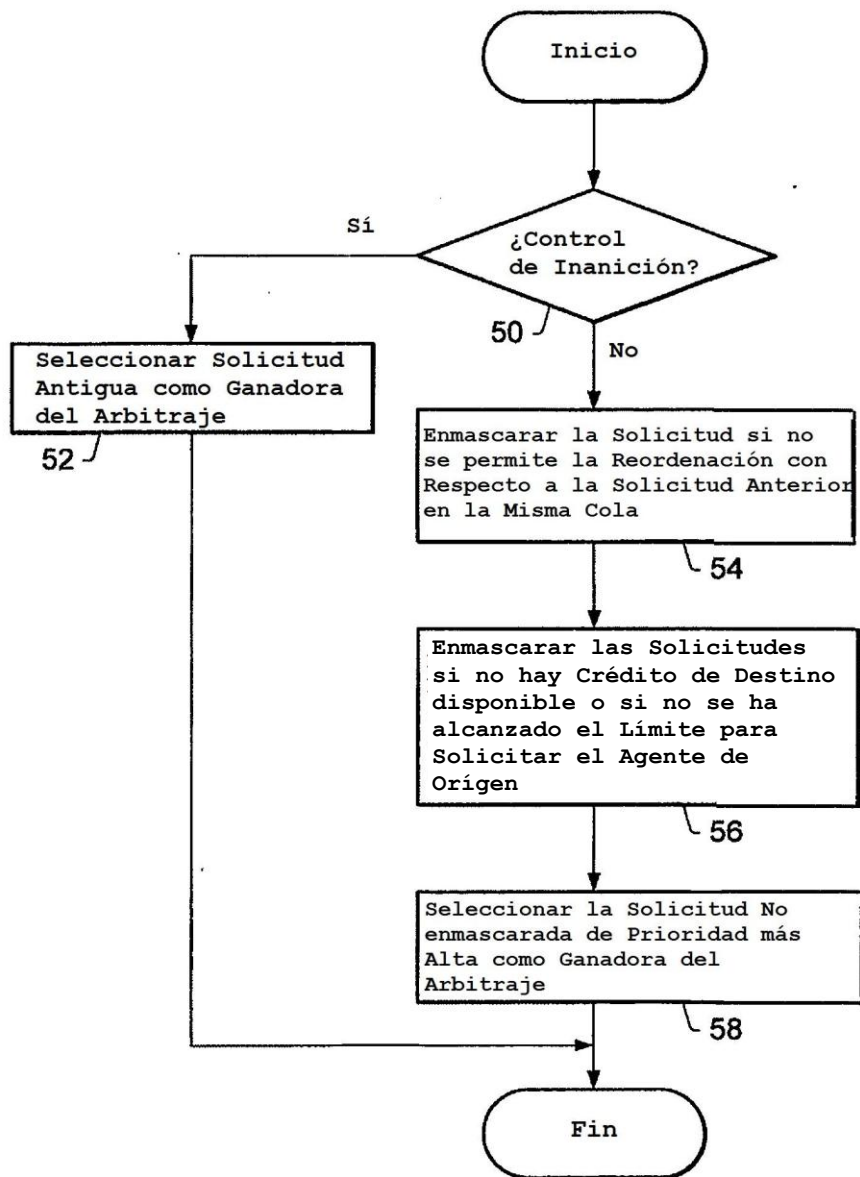 Inicio
¿Control
de Inanición?
Sí
50
No
Seleccionar Solicitud
Antigua como Ganadora
del Arbitraje
52
Enmascarar la Solicitud si no
se permite la Reordenación con
Respecto a la Solicitud Anterior
en la Misma Cola
54
Enmascarar las Solicitudes
si no hay Crédito de Destino
disponible o si no se ha
alcanzado el Límite para
Solicitar el Agente de
Orígen
56
Seleccionar la Solicitud No
enmascarada de Prioridad más
Alta como Ganadora del
Arbitraje
58
Fin